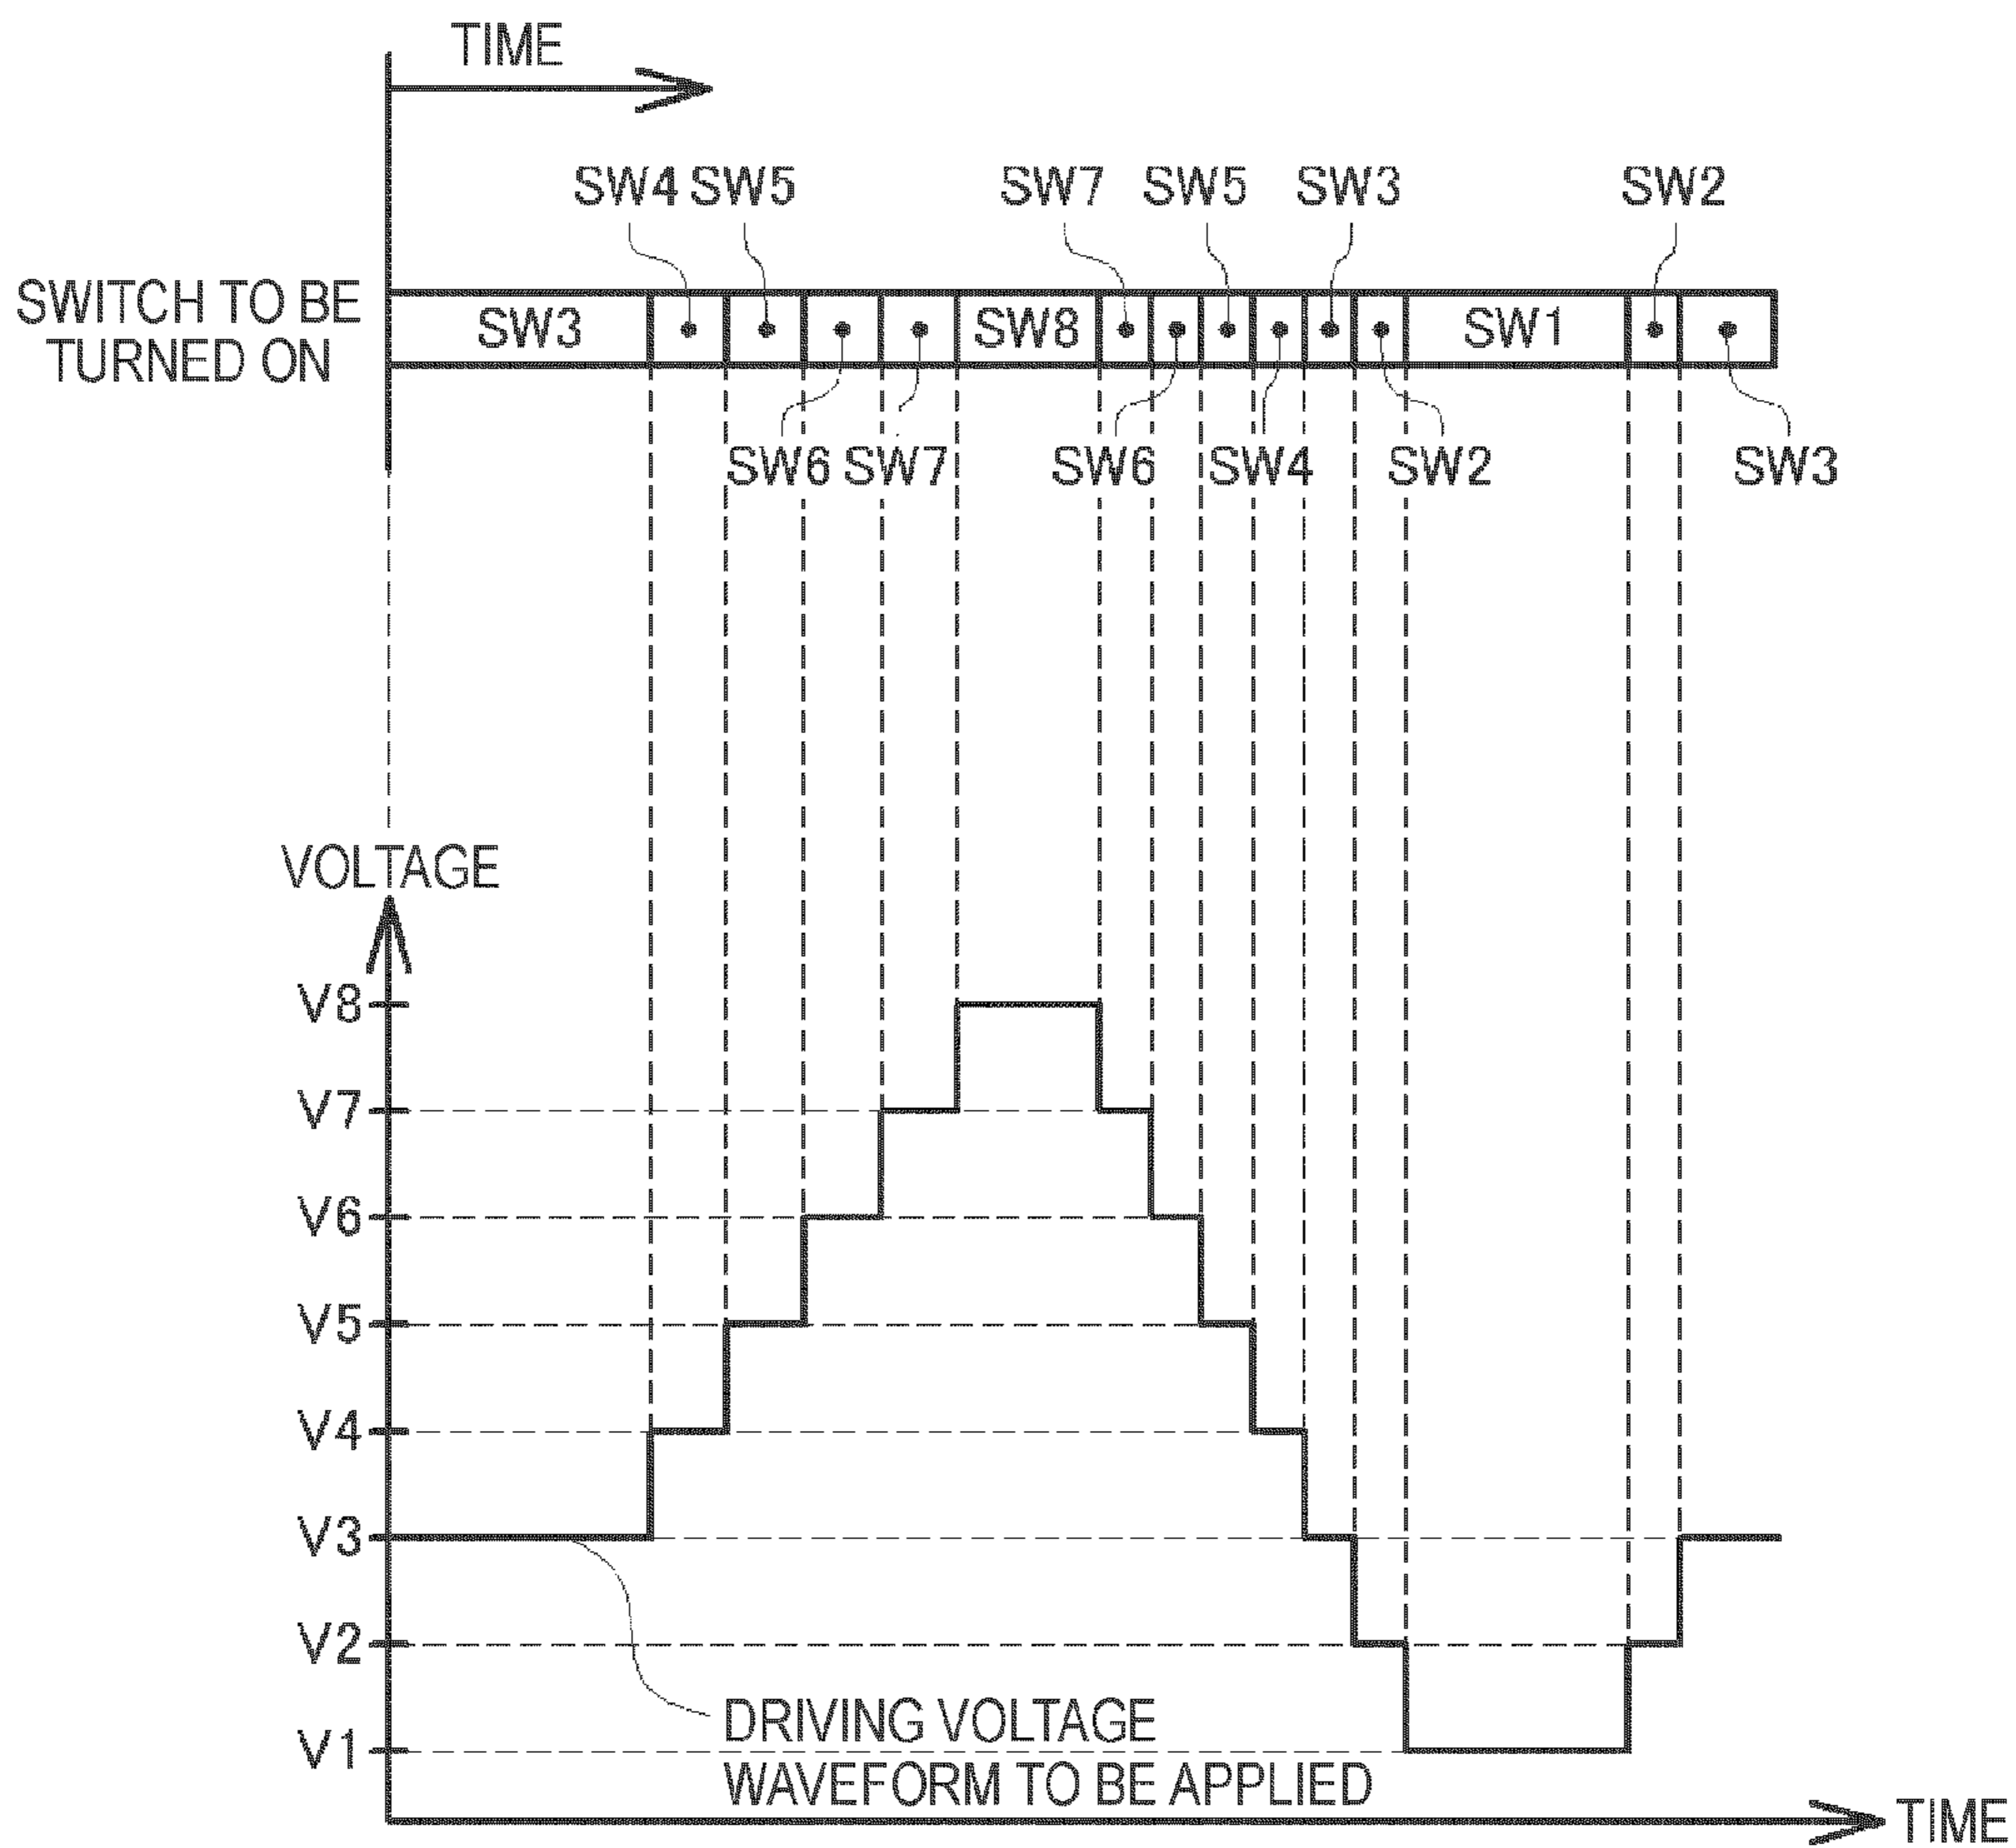 TIME
SW4 SW5 SW7 SW5 SW3 SW2
SWITCH TO BE
TURNED ON
SW3 SW8 SW1
SW6 SW7 SW6 SW4 SW2 SW3
VOLTAGE
V8
V7
V6
V5
V4
V3
V2
V1
DRIVING VOLTAGE
WAVEFORM TO BE APPLIED
TIME